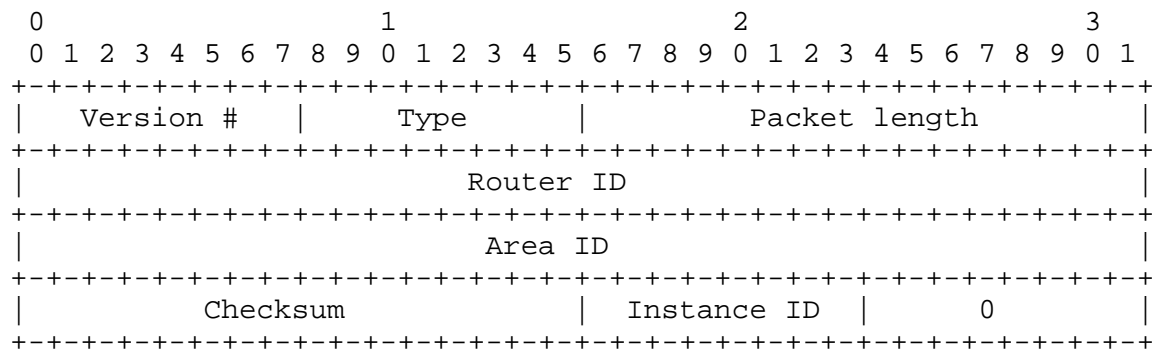 0                   1                   2                   3
 0 1 2 3 4 5 6 7 8 9 0 1 2 3 4 5 6 7 8 9 0 1 2 3 4 5 6 7 8 9 0 1
+-+-+-+-+-+-+-+-+-+-+-+-+-+-+-+-+-+-+-+-+-+-+-+-+-+-+-+-+-+-+-+-+
|   Version #   |     Type      |         Packet length         |
+-+-+-+-+-+-+-+-+-+-+-+-+-+-+-+-+-+-+-+-+-+-+-+-+-+-+-+-+-+-+-+-+
|                         Router ID                             |
+-+-+-+-+-+-+-+-+-+-+-+-+-+-+-+-+-+-+-+-+-+-+-+-+-+-+-+-+-+-+-+-+
|                          Area ID                              |
+-+-+-+-+-+-+-+-+-+-+-+-+-+-+-+-+-+-+-+-+-+-+-+-+-+-+-+-+-+-+-+-+
|          Checksum             |  Instance ID  |      0        |
+-+-+-+-+-+-+-+-+-+-+-+-+-+-+-+-+-+-+-+-+-+-+-+-+-+-+-+-+-+-+-+-+